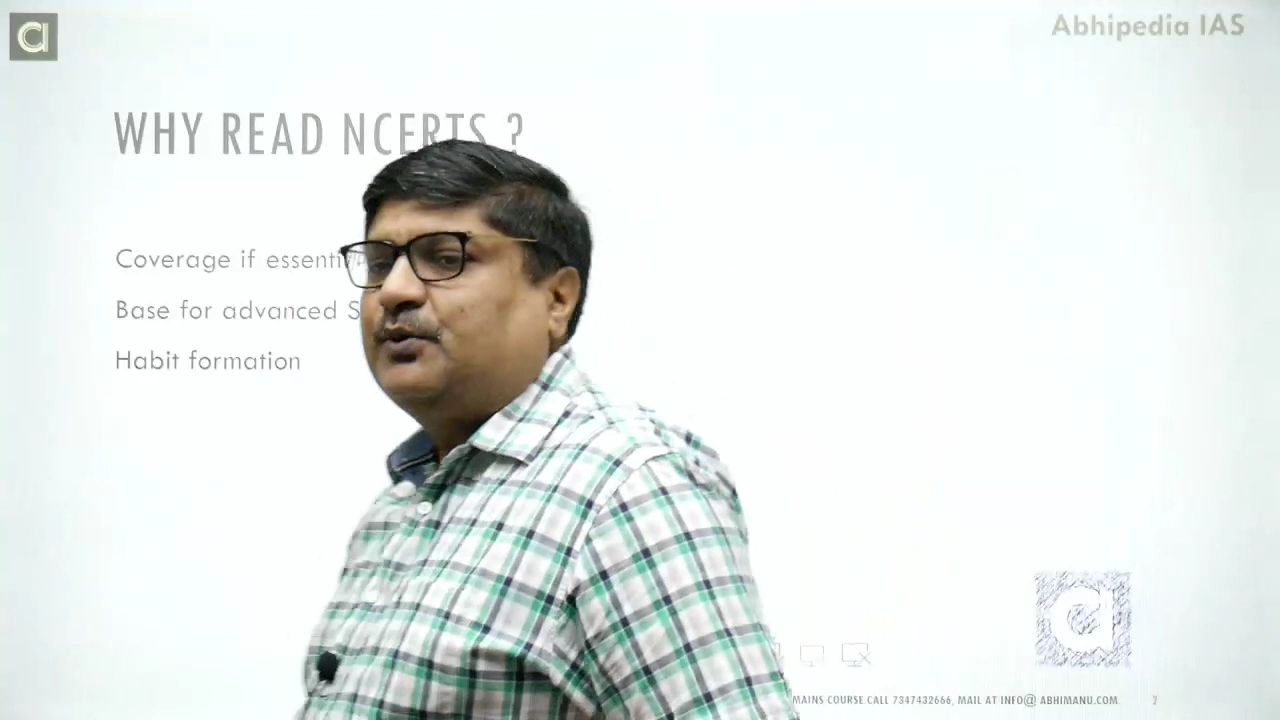 Abhipedia IAS
WHY READ NCERTS ?
Coverage if
Base for advanced
Habit formation
MAINS COURSE CALL 7347432666, MAIL AT INFO@ ABHIMANU.COM